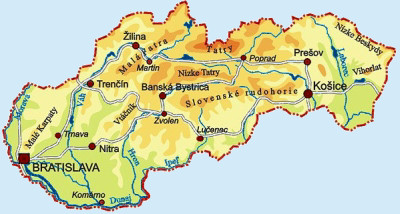 Žilina
Malá Fatra
Tatry
Nízke Beskydy
Martin
Poprad
Prešov
Laborec
Vihorlat
Nízke Tatry
Košice
Morava
Váh
Trenčín
Banská Bystrica
Slovenské rudohorie
Malé Karpaty
Vtáčnik
Trnava
Zvolen
Lučenec
Nitra
Hron
Ipeľ
BRATISLAVA
Komárno
Dunaj